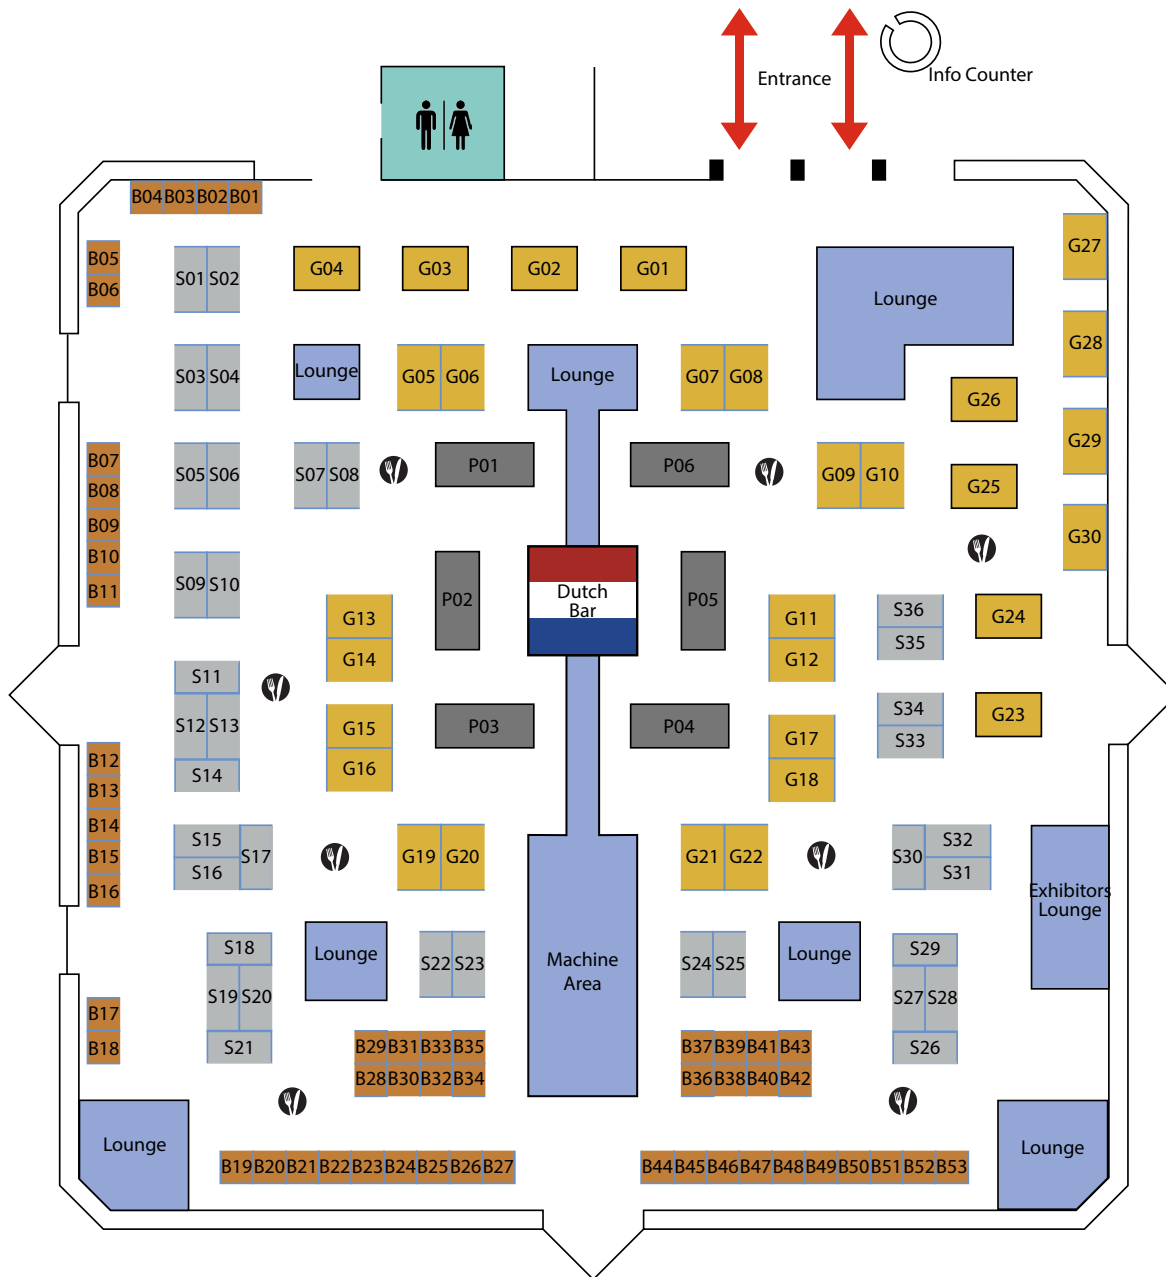 Entrance
Info Counter
B04 B03 B02 B01
B05
B06
S01 S02
G04
G03
G02
G01
Lounge
G27
S03 S04
Lounge
G05 G06
Lounge
G07 G08
G28
G26
B07
B08
B09
B10
B11
S05 S06
S07 S08
P01
P06
G09 G10
G25
G29
G30
S09 S10
P02
Dutch
Bar
P05
G13
G14
G11
G12
S36
S35
G24
S11
S12 S13
S14
G15
G16
P03
P04
G17
G18
S34
S33
G23
B12
B13
B14
B15
B16
S15
S16
S17
G19 G20
G21 G22
S30
S32
S31
Exhibitors
Lounge
S18
S19 S20
S21
Lounge
S22 S23
Machine
Area
S24 S25
Lounge
S29
S27 S28
S26
B17
B18
B29 B31 B33 B35
B28 B30 B32 B34
B37 B39 B41 B43
B36 B38 B40 B42
Lounge
Lounge
B19 B20 B21 B22 B23 B24 B25 B26 B27
B44 B45 B46 B47 B48 B49 B50 B51 B52 B53